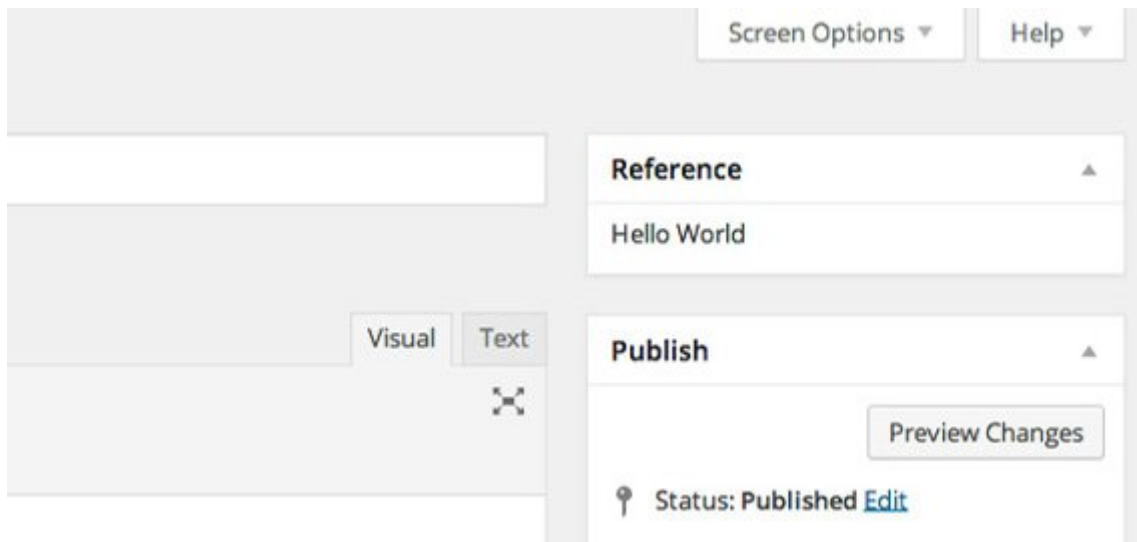 Screen Options Help
Reference
Hello World
Visual Text
Publish
Preview Changes
Status: Published Edit